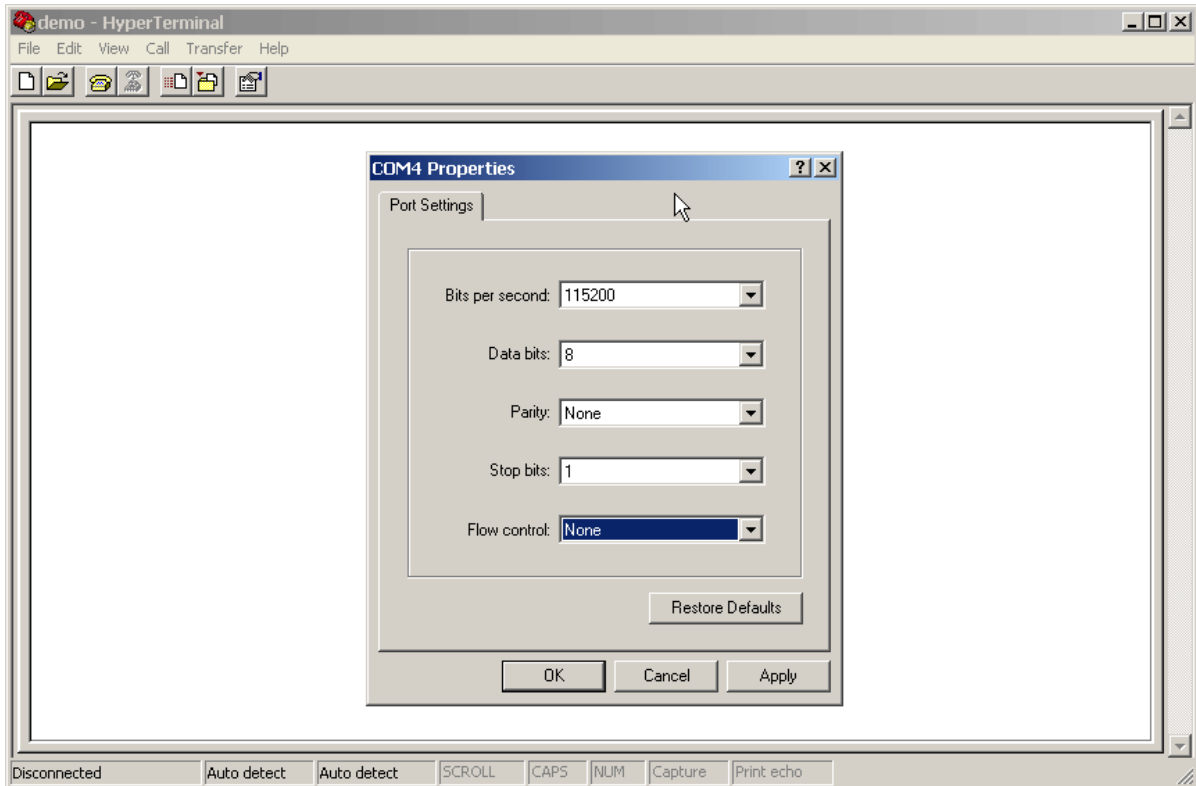 demo - HyperTerminal
File Edit View Call Transfer Help
COM4 Properties
Port Settings
Bits per second: 115200
Data bits: 8
Parity: None
Stop bits: 1
Flow control: None
Restore Defaults
OK Cancel Apply
Disconnected Auto detect Auto detect SCROLL CAPS NUM Capture Print echo